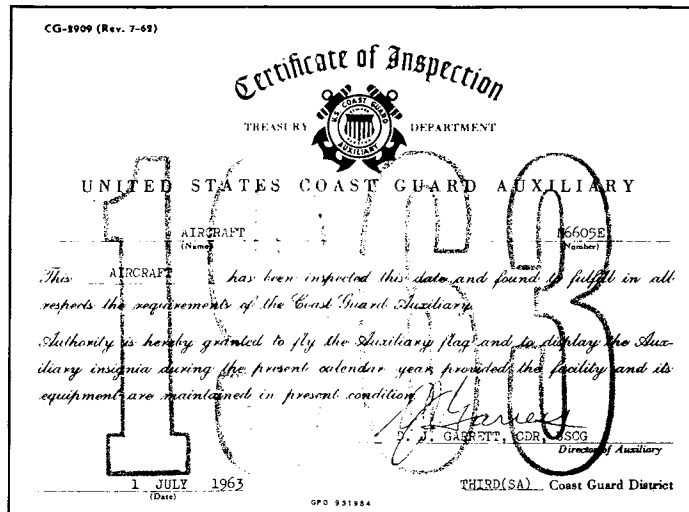 CG-2909 (Rev. 7-62)
Certificate of Inspection
U.S. COAST GUARD
AUXILIARY
TREASURY DEPARTMENT
UNITED STATES COAST GUARD AUXILIARY
1963
AIRCRAFT 6605E
(Name) (Number)
This AIRCRAFT has been inspected this date and found to fulfill in all
respects the requirements of the Coast Guard Auxiliary.
Authority is hereby granted to fly the Auxiliary flag and to display the Aux-
iliary insignia during the present calendar year, provided the facility and its
equipment are maintained in present condition.
D. J. GARRETT, CDR, USCG
Director of Auxiliary
1 JULY 1963 THIRD(SA) Coast Guard District
(Date)
GPO 931984